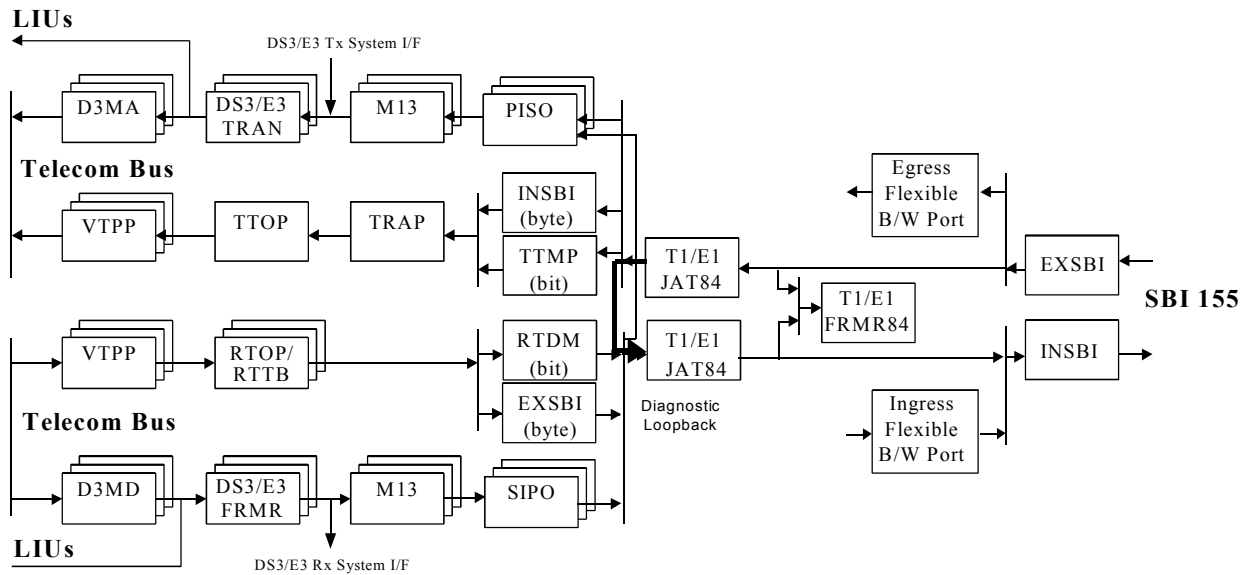 LIUs
DS3/E3 Tx System I/F
D3MA
DS3/E3
TRAN
M13
PISO
Telecom Bus
VTPP
TTOP
TRAP
INSBI
(byte)
TTMP
(bit)
T1/E1
JAT84
Egress
Flexible
B/W Port
EXSBI
SBI 155
T1/E1
FRMR84
VTPP
RTOP/
RTTB
RTDM
(bit)
EXSBI
(byte)
T1/E1
JAT84
INSBI
Diagnostic
Loopback
Ingress
Flexible
B/W Port
Telecom Bus
D3MD
DS3/E3
FRMR
M13
SIPO
LIUs
DS3/E3 Rx System I/F